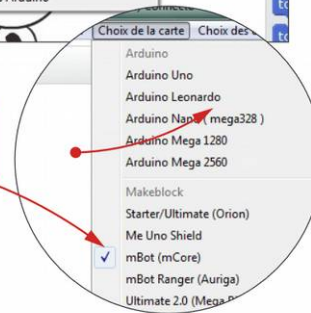 Arduino
Choix de la carte Choix des
Arduino
Arduino Uno
Arduino Leonardo
Arduino Nano ( mega328 )
Arduino Mega 1280
Arduino Mega 2560
Makeblock
Starter/Ultimate (Orion)
Me Uno Shield
mBot (mCore)
mBot Ranger (Auriga)
Ultimate 2.0 (Mega